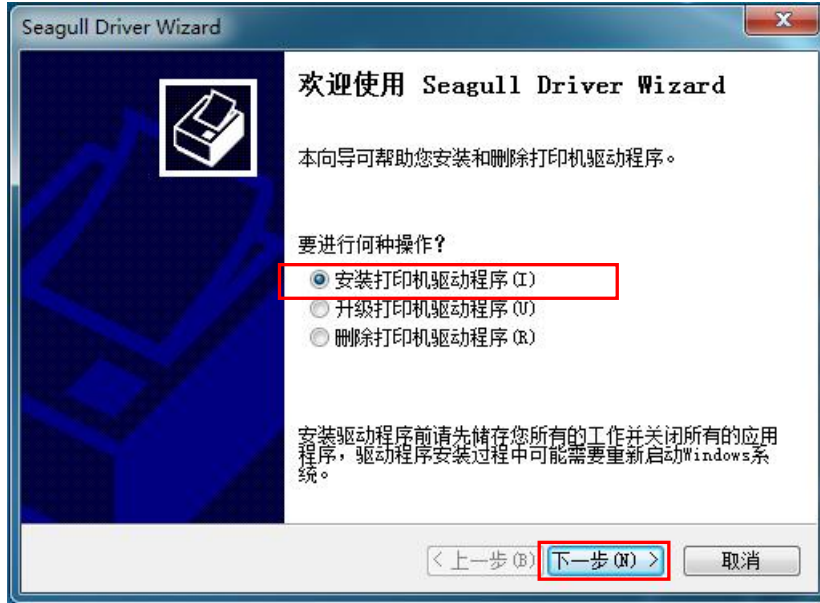 Seagull Driver Wizard
欢迎使用 Seagull Driver Wizard
本向导可帮助您安装和删除打印机驱动程序。
要进行何种操作?
安装打印机驱动程序(I)
升级打印机驱动程序(U)
删除打印机驱动程序(R)
安装驱动程序前请先储存您所有的工作并关闭所有的应用
程序，驱动程序安装过程中可能需要重新启动Windows系
统。
< 上一步(B) 下一步(N) > 取消